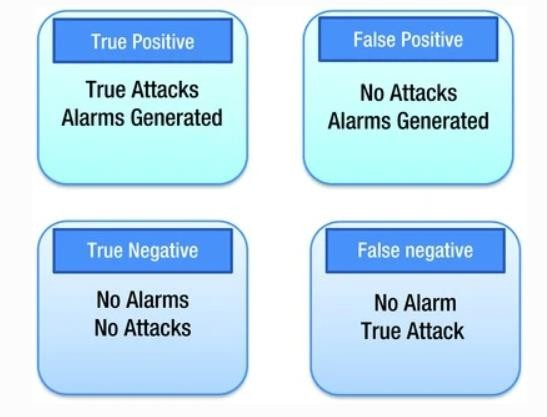 True Positive
True Attacks
Alarms Generated
False Positive
No Attacks
Alarms Generated
True Negative
No Alarms
No Attacks
False negative
No Alarm
True Attack